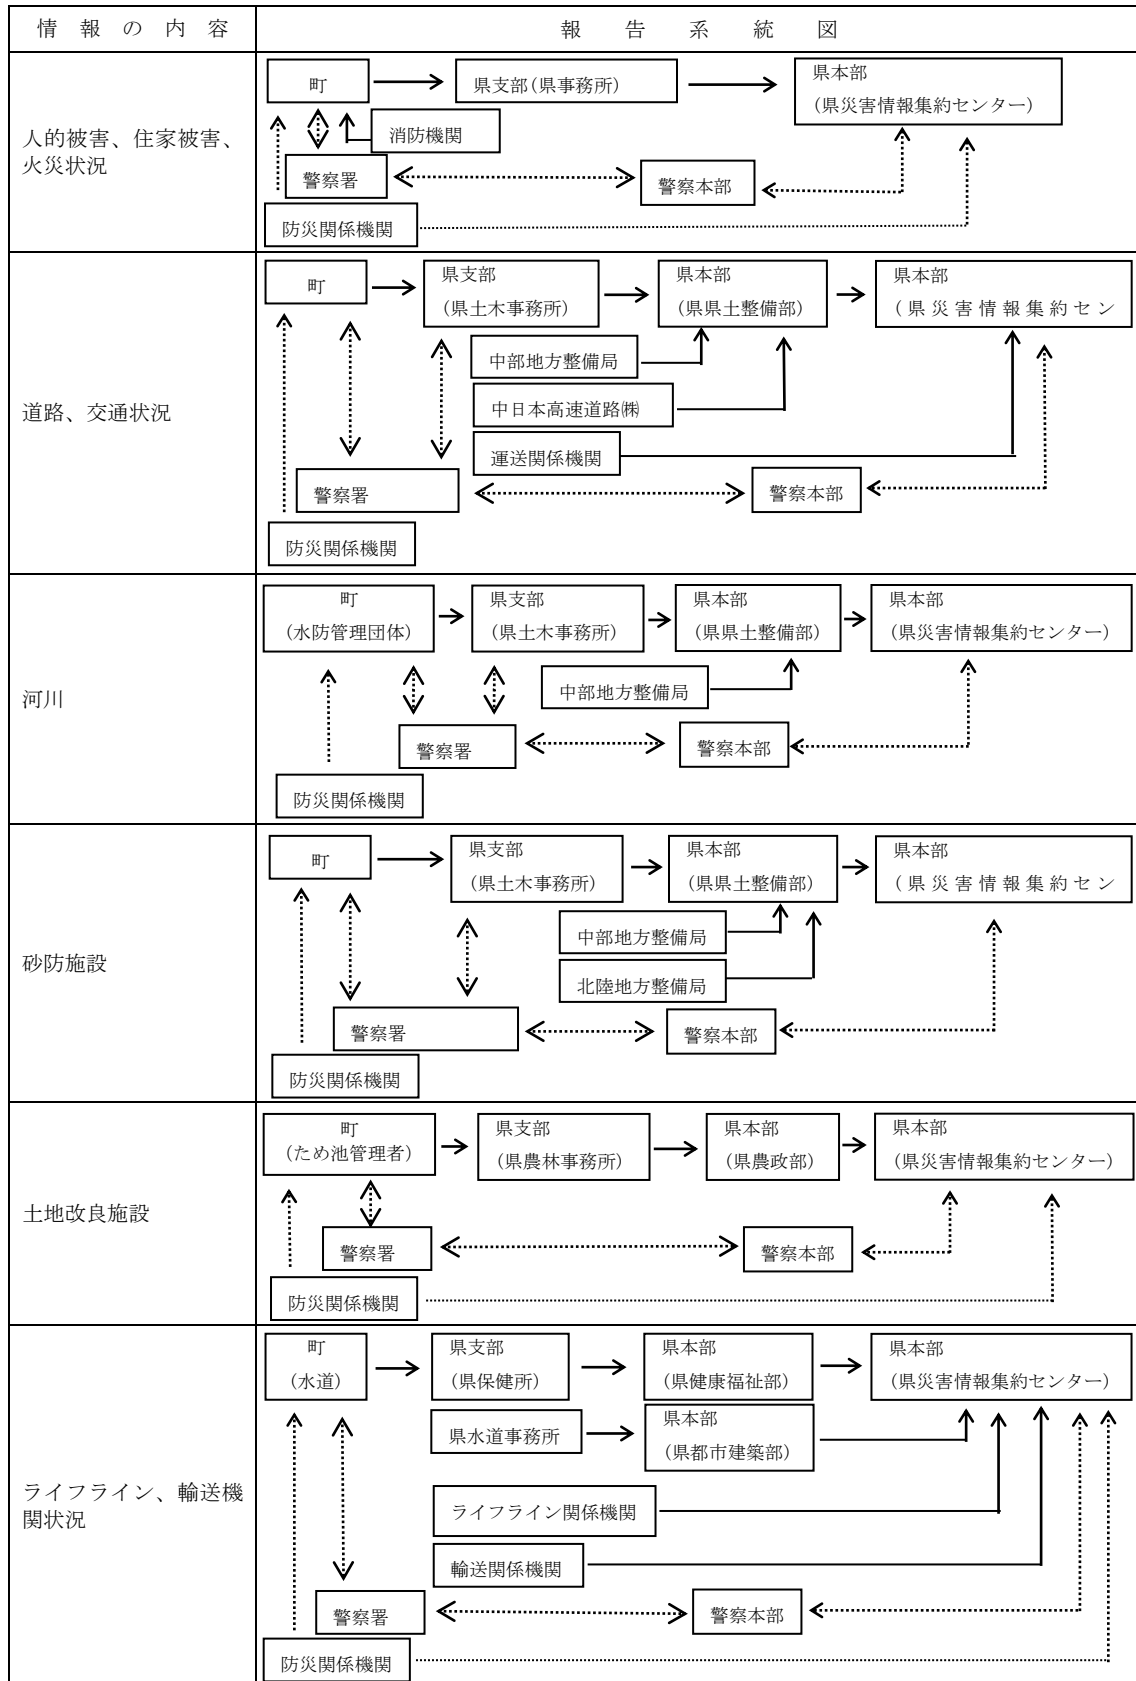 情報の内容
報告系統図
人的被害、住家被害、
火災状況
町
県支部(県事務所)
県本部
(県災害情報集約センター)
消防機関
警察署
警察本部
防災関係機関
道路、交通状況
町
県支部
(県土木事務所)
県本部
(県県土整備部)
県本部
(県災害情報集約セン
中部地方整備局
中日本高速道路㈱
運送関係機関
警察署
警察本部
防災関係機関
河川
町
(水防管理団体)
県支部
(県土木事務所)
県本部
(県県土整備部)
県本部
(県災害情報集約センター)
中部地方整備局
警察署
警察本部
防災関係機関
砂防施設
町
県支部
(県土木事務所)
県本部
(県県土整備部)
県本部
(県災害情報集約セン
中部地方整備局
北陸地方整備局
警察署
警察本部
防災関係機関
土地改良施設
町
(ため池管理者)
県支部
(県農林事務所)
県本部
(県農政部)
県本部
(県災害情報集約センター)
警察署
警察本部
防災関係機関
ライフライン、輸送機
関状況
町
(水道)
県支部
(県保健所)
県本部
(県健康福祉部)
県本部
(県災害情報集約センター)
県水道事務所
県本部
(県都市建築部)
ライフライン関係機関
輸送関係機関
警察署
警察本部
防災関係機関